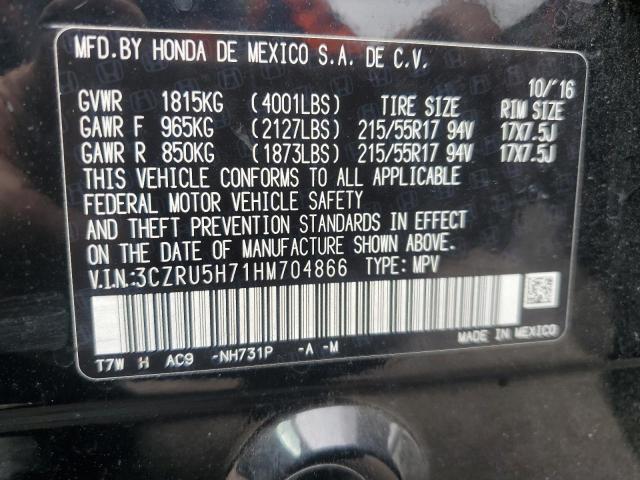 MFD.BY HONDA DE MEXICO S.A. DE C.V.
10/'16
GVWR 1815KG (4001LBS) TIRE SIZE RIM SIZE
GAWR F 965KG (2127LBS) 215/55R17 94V 17X7.5J
GAWR R 850KG (1873LBS) 215/55R17 94V 17X7.5J
THIS VEHICLE CONFORMS TO ALL APPLICABLE
FEDERAL MOTOR VEHICLE SAFETY
AND THEFT PREVENTION STANDARDS IN EFFECT
ON THE DATE OF MANUFACTURE SHOWN ABOVE.
V.I.N:3CZRU5H71HM704866 TYPE: MPV
T7W H AC9 -NH731P -A -M MADE IN MEXICO